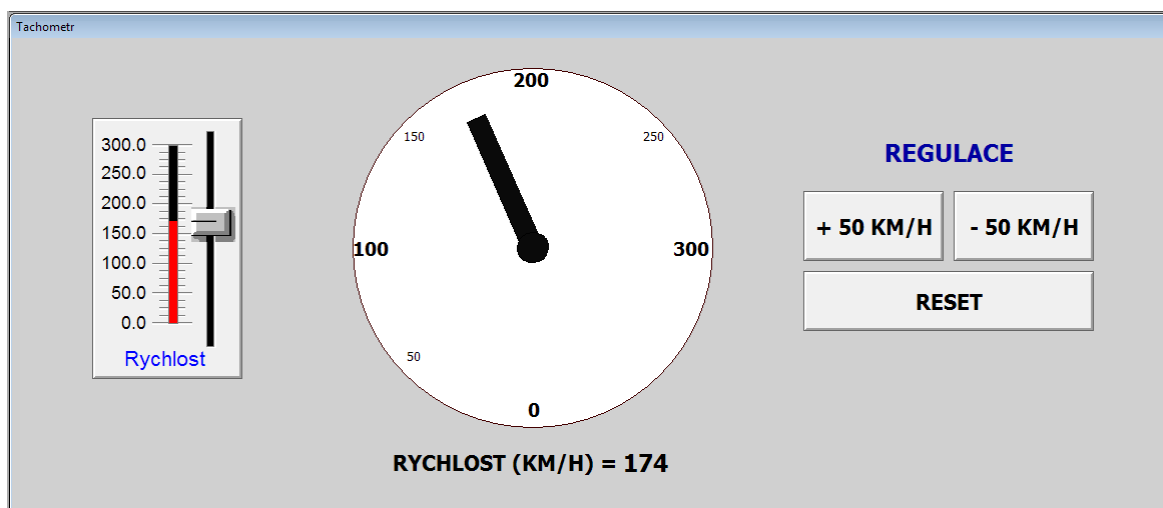 Tachometr
300.0
250.0
200.0
150.0
100.0
50.0
0.0
Rychlost
200
150
250
100
300
50
0
RYCHLOST (KM/H) = 174
REGULACE
+ 50 KM/H
- 50 KM/H
RESET